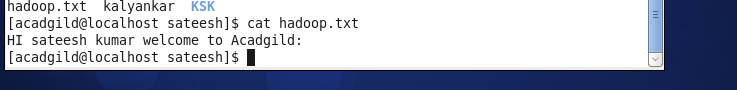 hadoop.txt  kalyankar  KSK
[acadgild@localhost sateesh]$ cat hadoop.txt
HI sateesh kumar welcome to Acadgild:
[acadgild@localhost sateesh]$